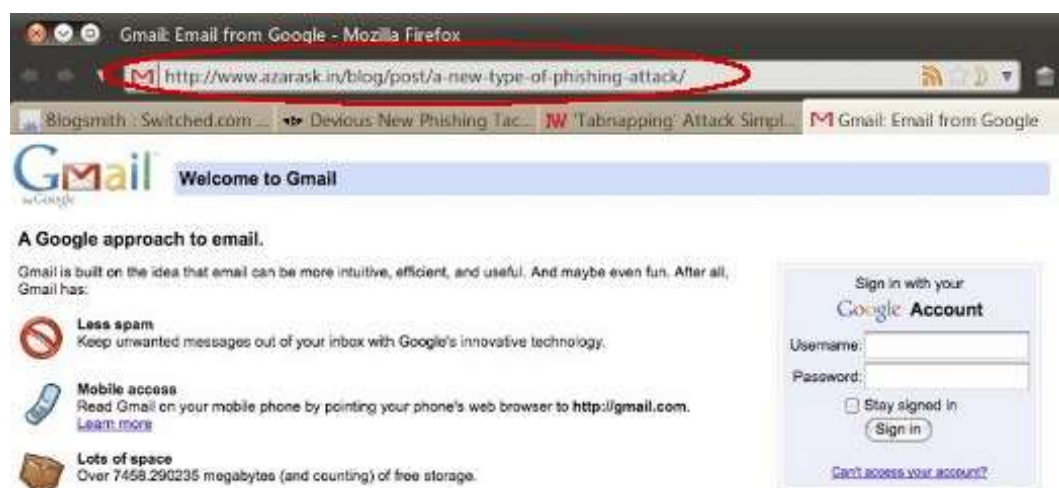 Gmail: Email from Google - Mozilla Firefox
http://www.azarask.in/blog/post/a-new-type-of-phishing-attack/
Blogsmith : Switched.com ... Devious New Phishing Tac... JW 'Tabnapping' Attack Simpl... Gmail: Email from Google
Gmail
by Google
Welcome to Gmail
A Google approach to email.
Gmail is built on the idea that email can be more intuitive, efficient, and useful. And maybe even fun. After all,
Gmail has:
Less spam
Keep unwanted messages out of your inbox with Google's innovative technology.
Mobile access
Read Gmail on your mobile phone by pointing your phone's web browser to http://gmail.com.
Learn more
Lots of space
Over 7458.290235 megabytes (and counting) of free storage.
Sign in with your
Google Account
Username:
Password:
Stay signed in
Sign in
Can't access your account?